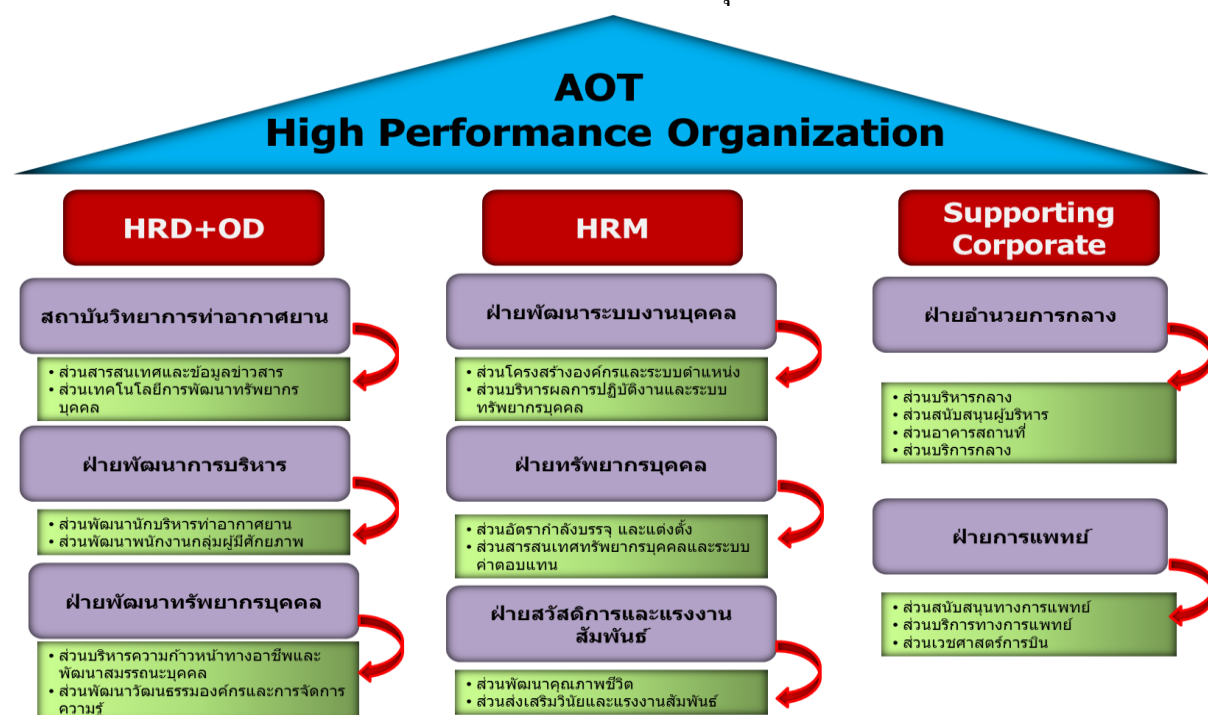 AOT
High Performance Organization
HRD+OD
สถาบันวิทยาการท่าอากาศยาน
• ส่วนสารสนเทศและข้อมูลข่าวสาร
• ส่วนเทคโนโลยีการพัฒนาทรัพยากร
บุคคล
ฝ่ายพัฒนาการบริหาร
• ส่วนพัฒนานักบริหารท่าอากาศยาน
• ส่วนพัฒนาพนักงานกลุ่มผู้มีศักยภาพ
ฝ่ายพัฒนาทรัพยากรบุคคล
• ส่วนบริหารความก้าวหน้าทางอาชีพและ
พัฒนาสมรรถนะบุคคล
• ส่วนพัฒนาวัฒนธรรมองค์กรและการจัดการ
ความรู้
HRM
ฝ่ายพัฒนาระบบงานบุคคล
• ส่วนโครงสร้างองค์กรและระบบตำแหน่ง
• ส่วนบริหารผลการปฏิบัติงานและระบบ
ทรัพยากรบุคคล
ฝ่ายทรัพยากรบุคคล
• ส่วนอัตรากำลังบรรจุ และแต่งตั้ง
• ส่วนสารสนเทศทรัพยากรบุคคลและระบบ
ค่าตอบแทน
ฝ่ายสวัสดิการและแรงงาน
สัมพันธ์
• ส่วนพัฒนาคุณภาพชีวิต
• ส่วนส่งเสริมวินัยและแรงงานสัมพันธ์
Supporting
Corporate
ฝ่ายอำนวยการกลาง
• ส่วนบริหารกลาง
• ส่วนสนับสนุนผู้บริหาร
• ส่วนอาคารสถานที่
• ส่วนบริการกลาง
ฝ่ายการแพทย์
• ส่วนสนับสนุนทางการแพทย์
• ส่วนบริการทางการแพทย์
• ส่วนเวชศาสตร์การบิน